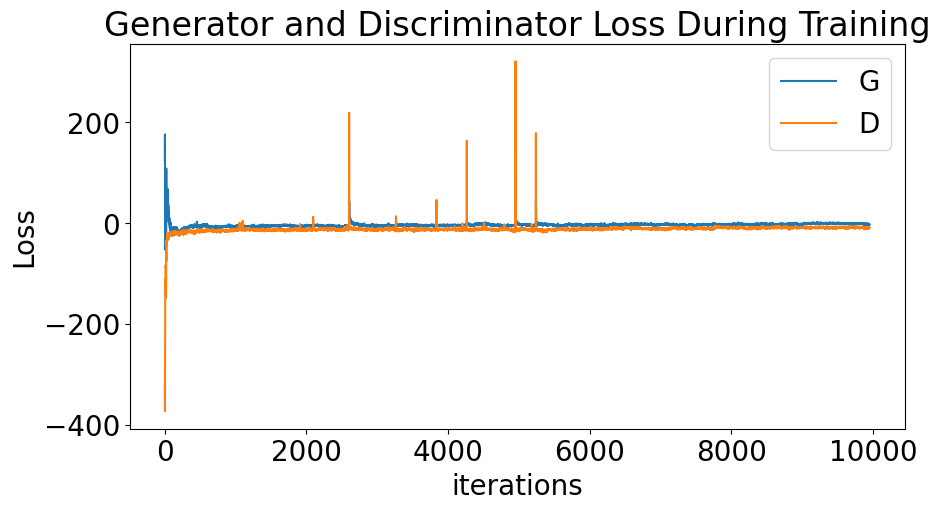 Generator and Discriminator Loss During Training
G
D
Loss
200
0
−200
−400
0 2000 4000 6000 8000 10000
iterations